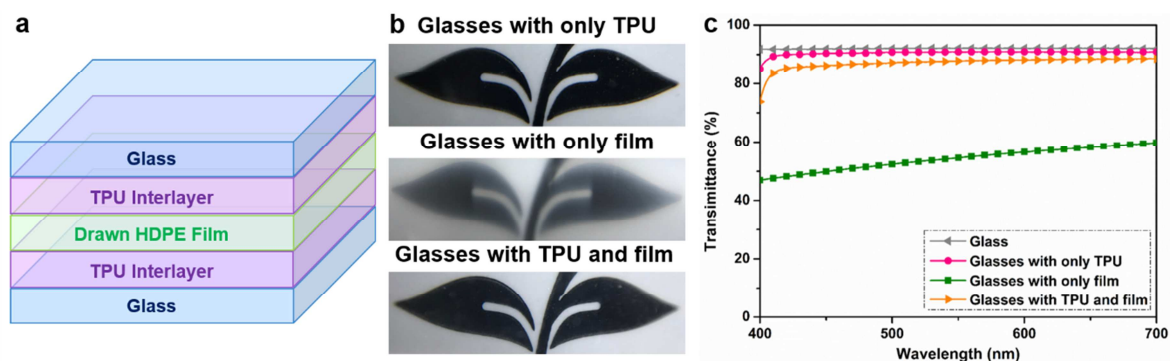 a
Glass
TPU Interlayer
Drawn HDPE Film
TPU Interlayer
Glass
b
Glasses with only TPU
Glasses with only film
Glasses with TPU and film
c
100
80
60
40
20
0
Transimittance (%)
400
500
600
700
Wavelength (nm)
Glass
Glasses with only TPU
Glasses with only film
Glasses with TPU and film